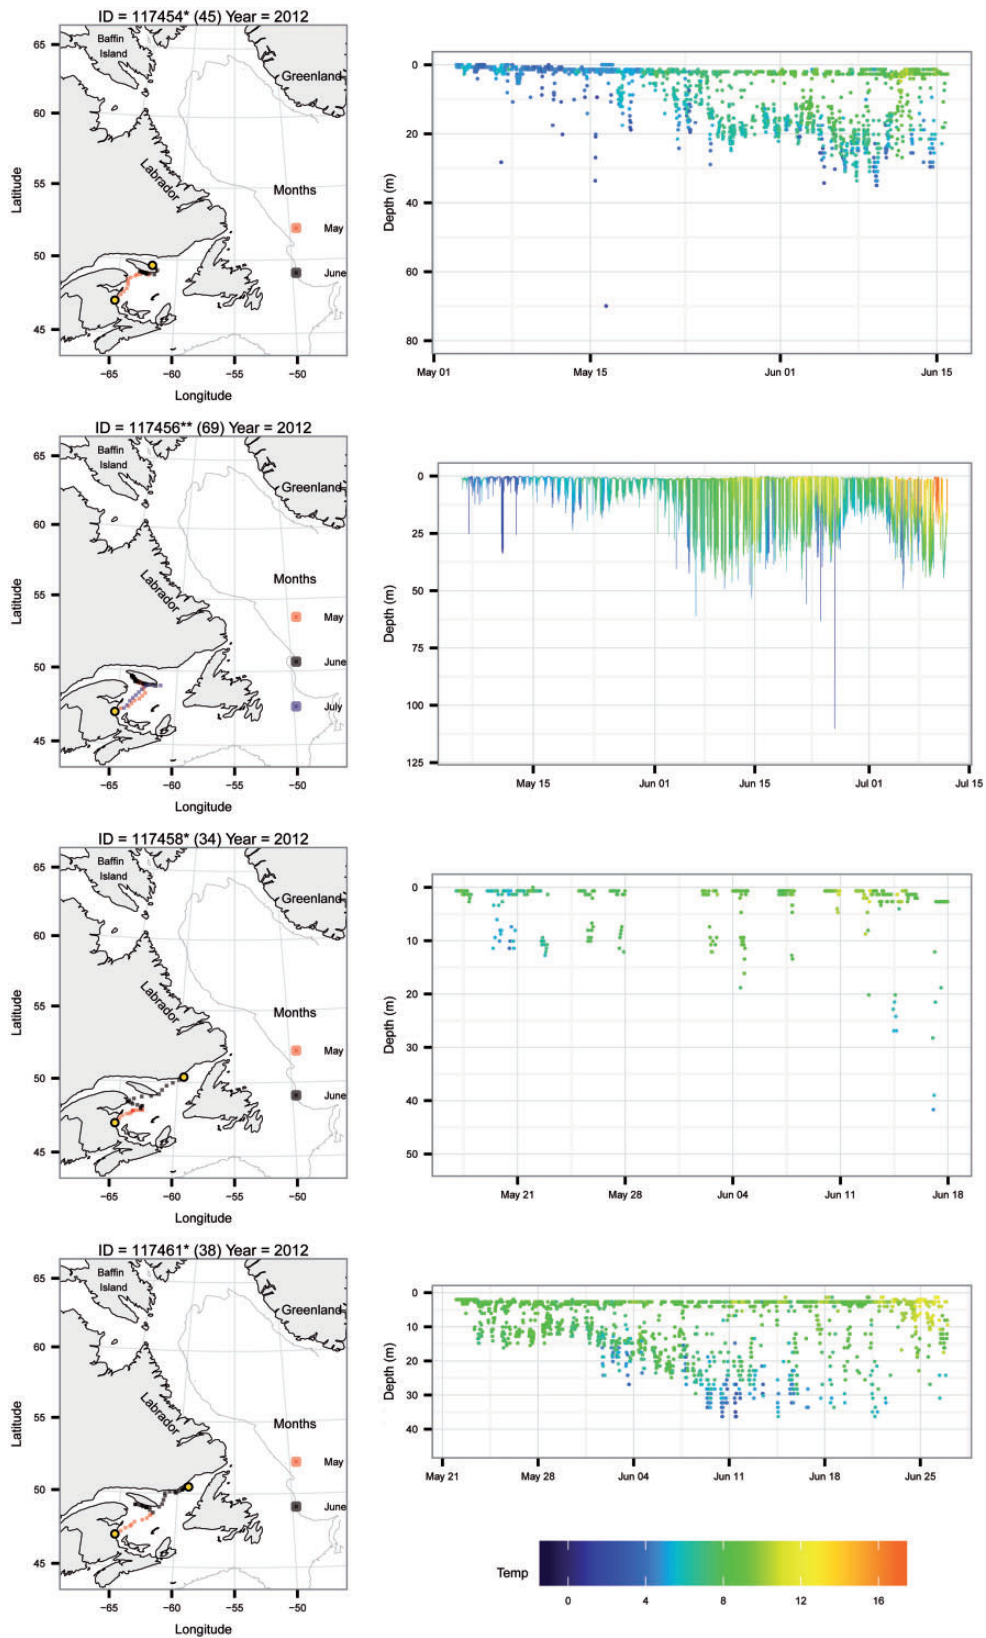 ID = 117454* (45) Year = 2012
65
60
55
50
45
Latitude
Baffin
Island
Greenland
Labrador
Months
May
June
−65
−60
−55
−50
Longitude
0
20
40
60
80
Depth (m)
May 01
May 15
Jun 01
Jun 15
ID = 117456** (69) Year = 2012
65
60
55
50
45
Latitude
Baffin
Island
Greenland
Labrador
Months
May
June
July
−65
−60
−55
−50
Longitude
0
25
50
75
100
125
Depth (m)
May 15
Jun 01
Jun 15
Jul 01
Jul 15
ID = 117458* (34) Year = 2012
65
60
55
50
45
Latitude
Baffin
Island
Greenland
Labrador
Months
May
June
−65
−60
−55
−50
Longitude
0
10
20
30
40
50
Depth (m)
May 21
May 28
Jun 04
Jun 11
Jun 18
ID = 117461* (38) Year = 2012
65
60
55
50
45
Latitude
Baffin
Island
Greenland
Labrador
Months
May
June
−65
−60
−55
−50
Longitude
0
10
20
30
40
Depth (m)
May 21
May 28
Jun 04
Jun 11
Jun 18
Jun 25
Temp
0
4
8
12
16